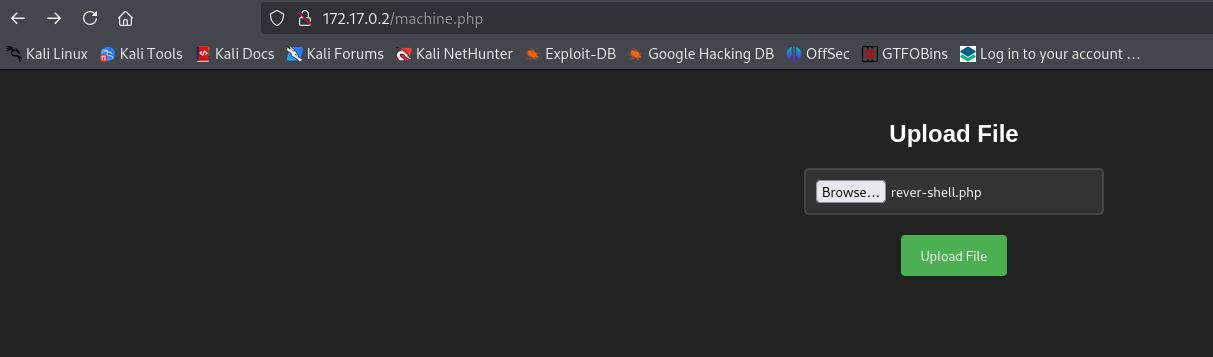 172.17.0.2/machine.php
Kali Linux Kali Tools Kali Docs Kali Forums Kali NetHunter Exploit-DB Google Hacking DB OffSec GTFOBins Log in to your account ...
Upload File
Browse... rever-shell.php
Upload File